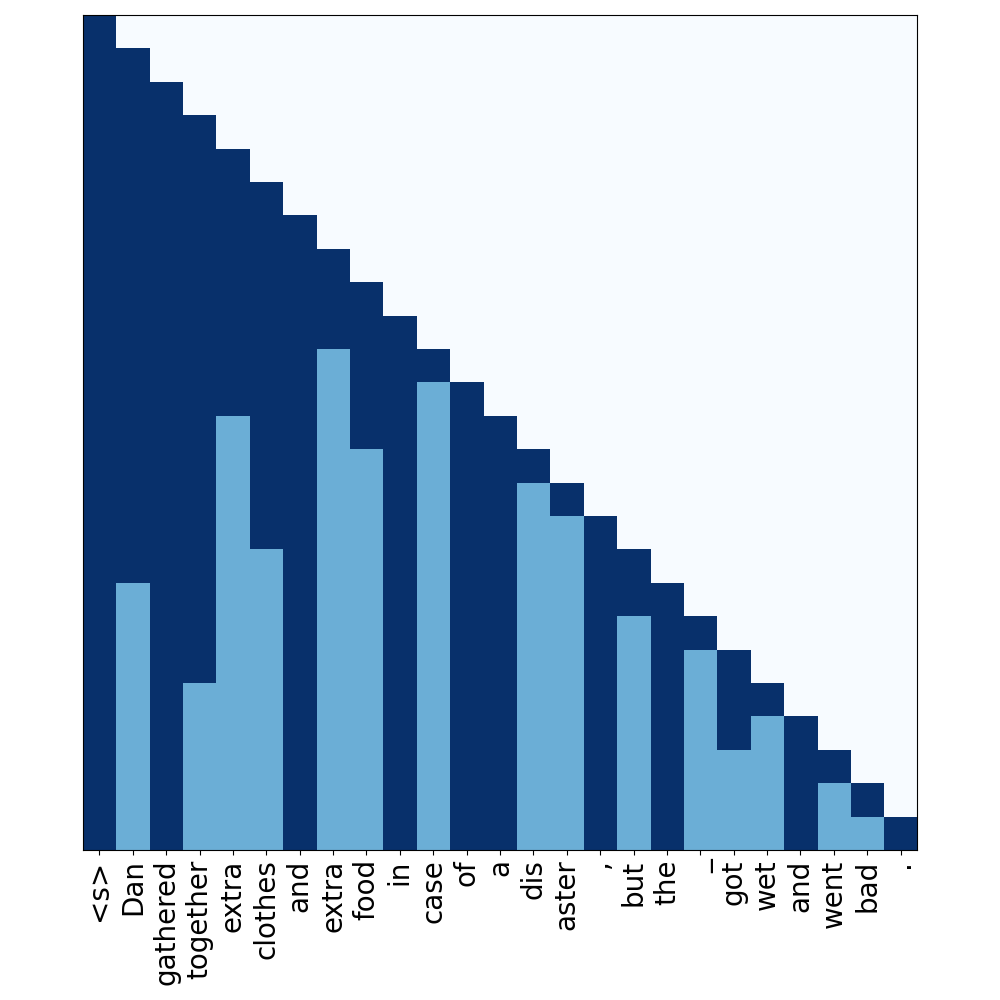 <s> Dan gathered together extra clothes and extra food in case of a dis aster , but the _ got wet and went bad .